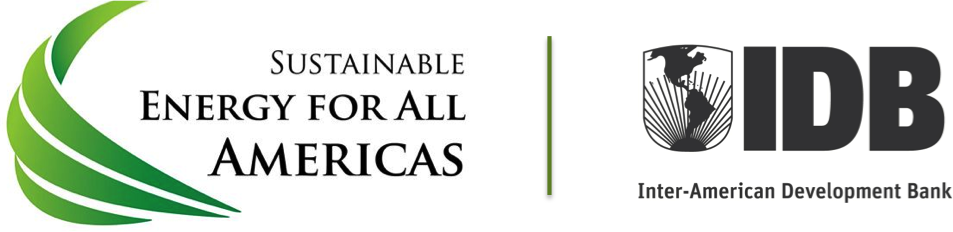 SUSTAINABLE
ENERGY FOR ALL
AMERICAS
IDB
Inter-American Development Bank